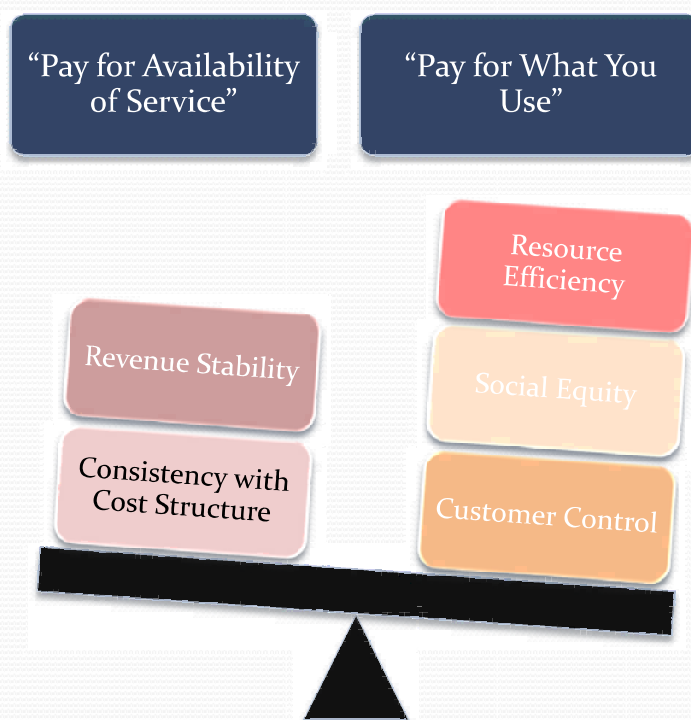 “Pay for Availability
of Service”
“Pay for What You
Use”
Resource
Efficiency
Revenue Stability
Social Equity
Consistency with
Cost Structure
Customer Control